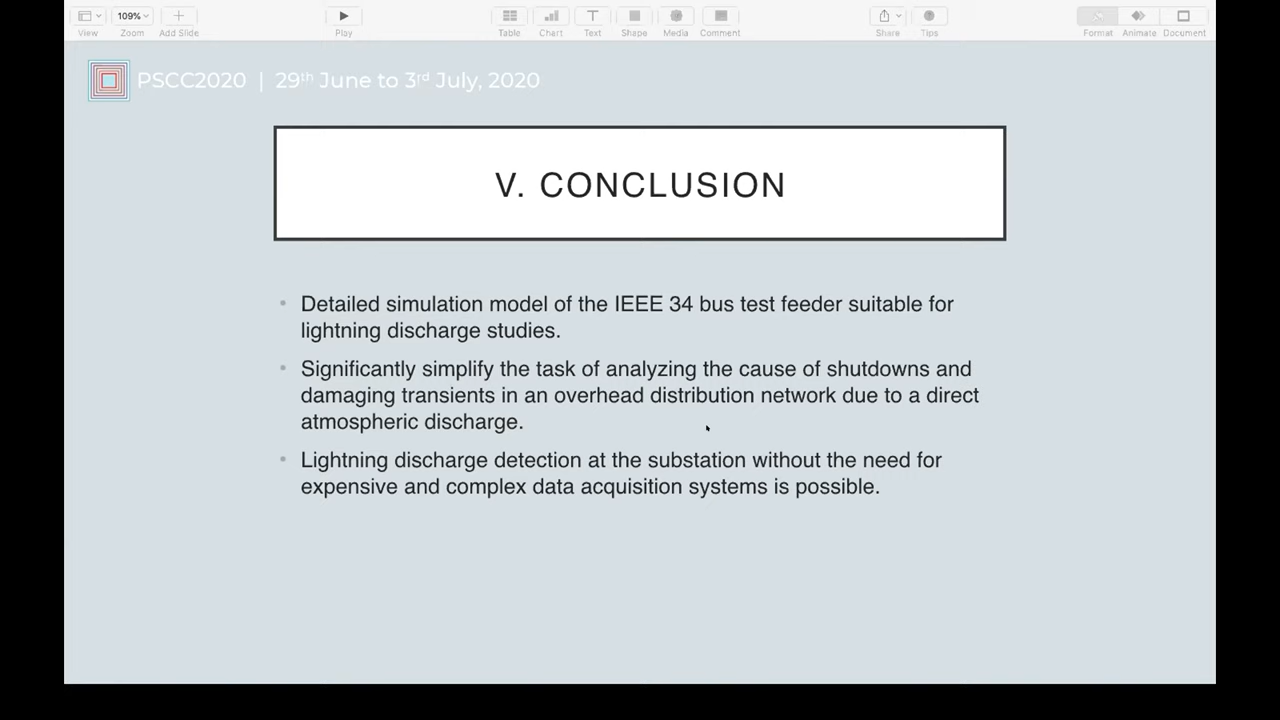 109%
View Zoom Add Slide Play Table Chart Text Shape Media Comment Share Tips Format Animate Document
PSCC2020 | 29th June to 3rd July, 2020
V. CONCLUSION
• Detailed simulation model of the IEEE 34 bus test feeder suitable for
lightning discharge studies.
• Significantly simplify the task of analyzing the cause of shutdowns and
damaging transients in an overhead distribution network due to a direct
atmospheric discharge.
• Lightning discharge detection at the substation without the need for
expensive and complex data acquisition systems is possible.